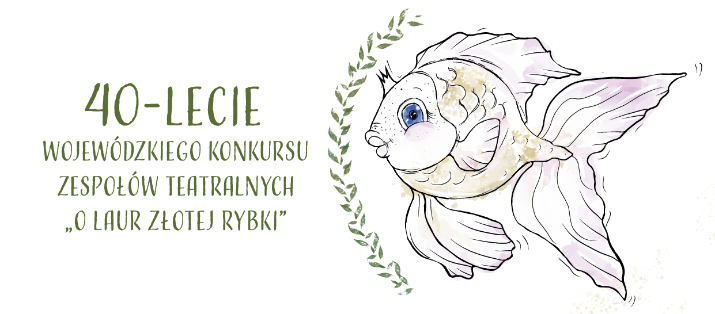 40-LECIE
WOJEWÓDZKIEGO KONKURSU
ZESPOŁÓW TEATRALNYCH
„O LAUR ZŁOTEJ RYBKI”